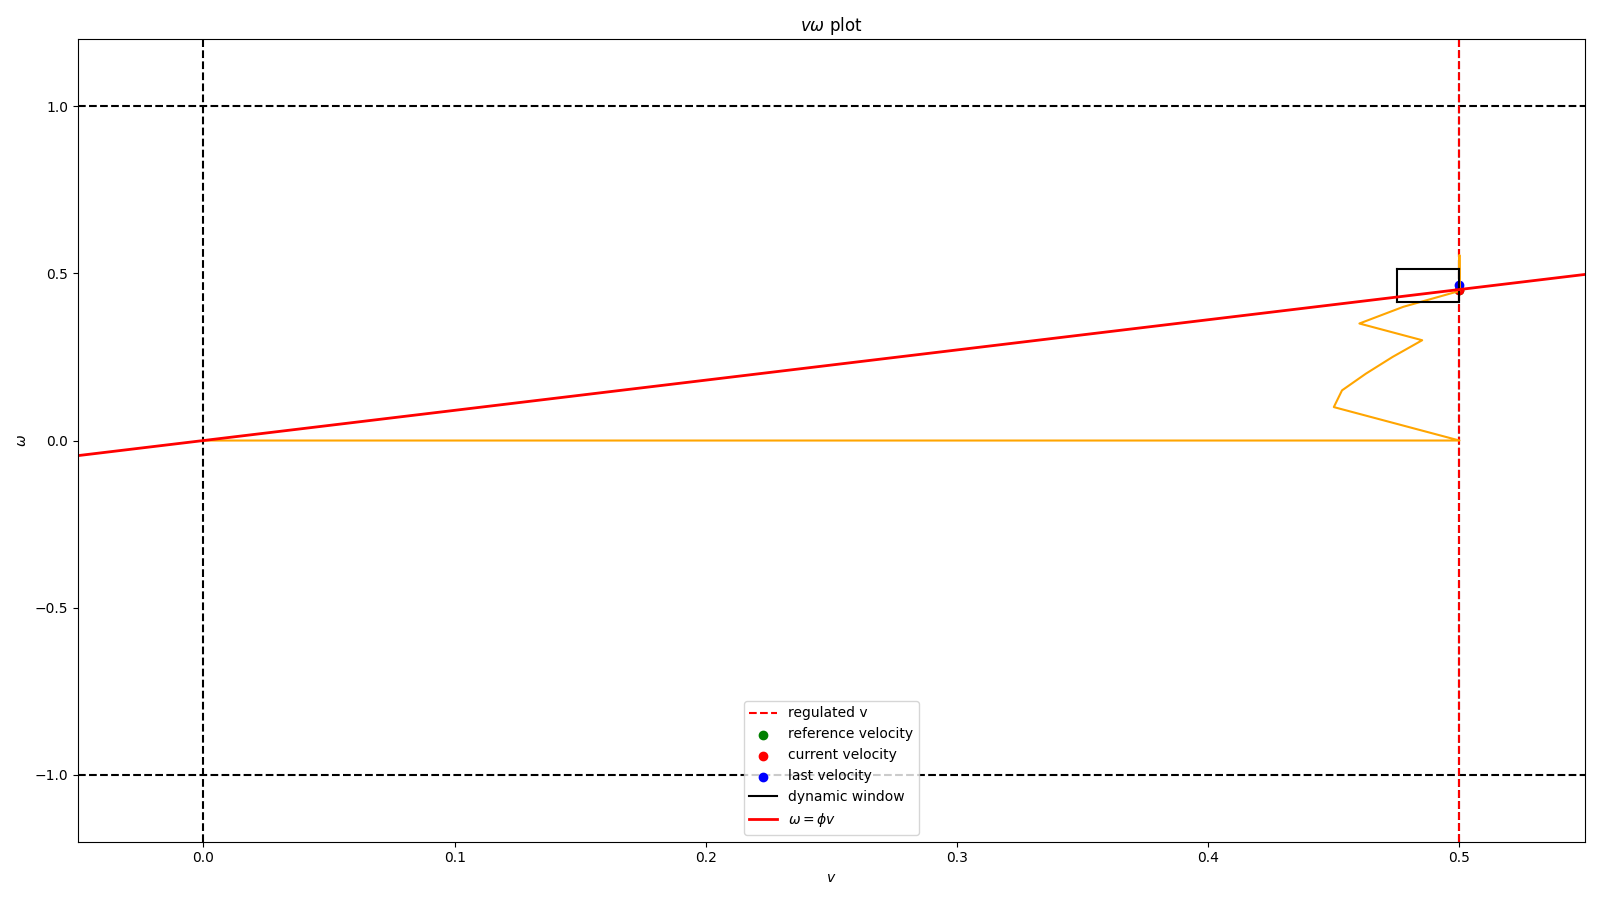 vω plot
1.0
0.5
0.0
−0.5
−1.0
ω
0.0 0.1 0.2 0.3 0.4 0.5
v
regulated v
reference velocity
current velocity
last velocity
dynamic window
ω = ϕv